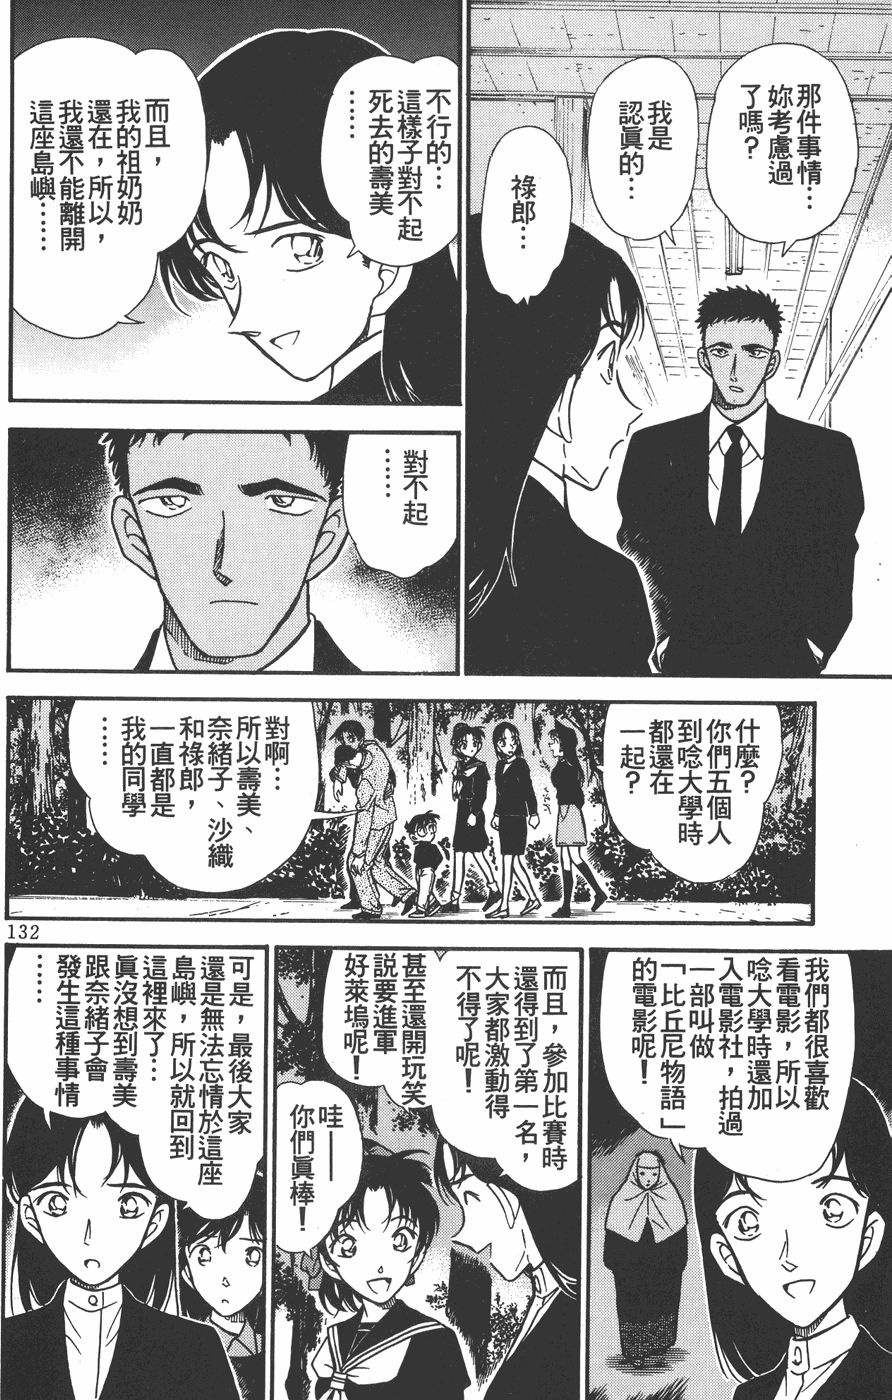 那件事情…
妳考慮過
了嗎?
我是
認真的…
祿郎…
不行的…
這樣子對不起
死去的壽美
……
而且,
我的祖奶奶
還在,所以,
我還不能離開
這座島嶼……
對不起
……
什麼?
你們五個人
到唸大學時
都還在
一起?
對啊…
所以壽美、
奈緒子、沙織
和祿郎,
一直都是
我的同學
……
132
我們都很喜歡
看電影,所以
唸大學時還加
入電影社,拍過
一部叫做
「比丘尼物語」
的電影呢!
而且,參加比賽時
還得到了第一名,
大家都激動得
不得了呢!
甚至還開玩笑
說要進軍
好萊塢呢!
哇——
你們真棒!
可是,最後大家
還是無法忘情於這座
島嶼,所以就回到
這裡來了…
真沒想到壽美
跟奈緒子會
發生這種事情
……